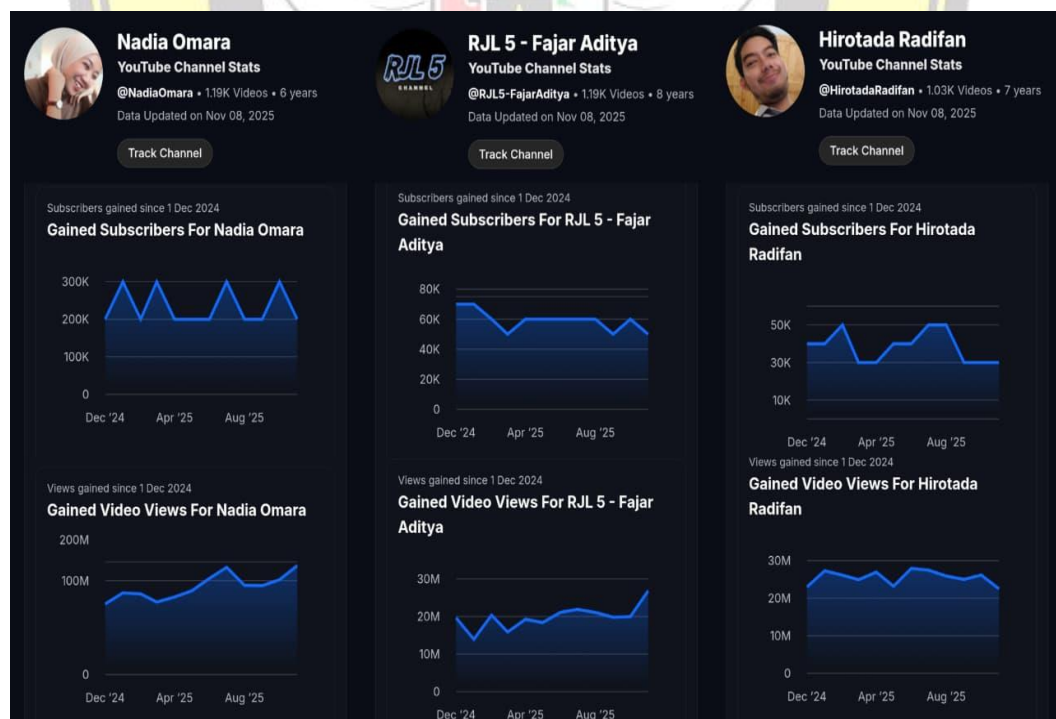 Nadia Omara
YouTube Channel Stats
@NadiaOmara • 1.19K Videos • 6 years
Data Updated on Nov 08, 2025
Track Channel
Subscribers gained since 1 Dec 2024
Gained Subscribers For Nadia Omara
300K
200K
100K
0
Dec '24 Apr '25 Aug '25
Views gained since 1 Dec 2024
Gained Video Views For Nadia Omara
200M
100M
0
Dec '24 Apr '25 Aug '25
RJL 5
CHANNEL
RJL 5 - Fajar Aditya
YouTube Channel Stats
@RJL5-FajarAditya • 1.19K Videos • 8 years
Data Updated on Nov 08, 2025
Track Channel
Subscribers gained since 1 Dec 2024
Gained Subscribers For RJL 5 - Fajar
Aditya
80K
60K
40K
20K
0
Dec '24 Apr '25 Aug '25
Views gained since 1 Dec 2024
Gained Video Views For RJL 5 - Fajar
Aditya
30M
20M
10M
0
Dec '24 Apr '25 Aug '25
Hirotada Radifan
YouTube Channel Stats
@HirotadaRadifan • 1.03K Videos • 7 years
Data Updated on Nov 08, 2025
Track Channel
Subscribers gained since 1 Dec 2024
Gained Subscribers For Hirotada
Radifan
50K
30K
10K
Dec '24 Apr '25 Aug '25
Views gained since 1 Dec 2024
Gained Video Views For Hirotada
Radifan
30M
20M
10M
0
Dec '24 Apr '25 Aug '25